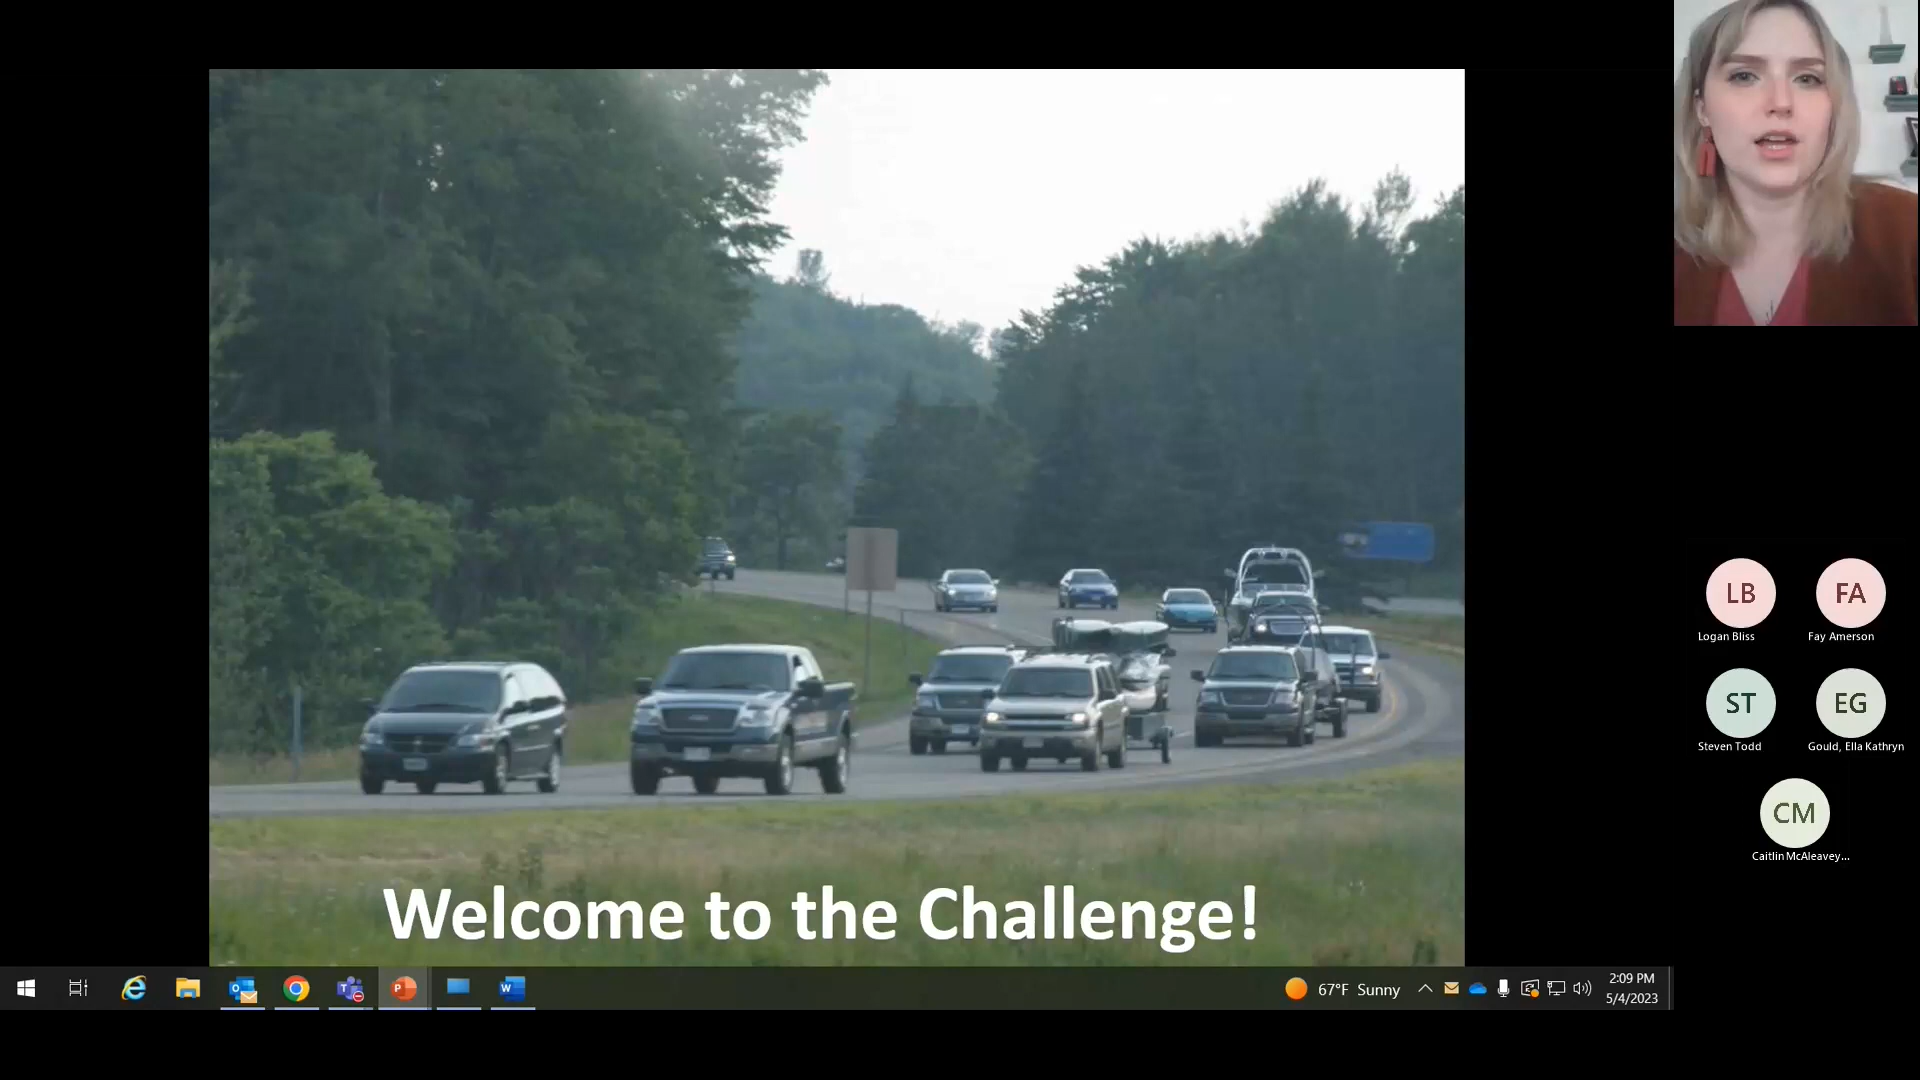 Welcome to the Challenge!
LB
FA
Logan Bliss
Fay Amerson
ST
EG
Steven Todd
Gould, Ella Kathryn
CM
Caitlin McAleavey...
67°F Sunny
2:09 PM
5/4/2023